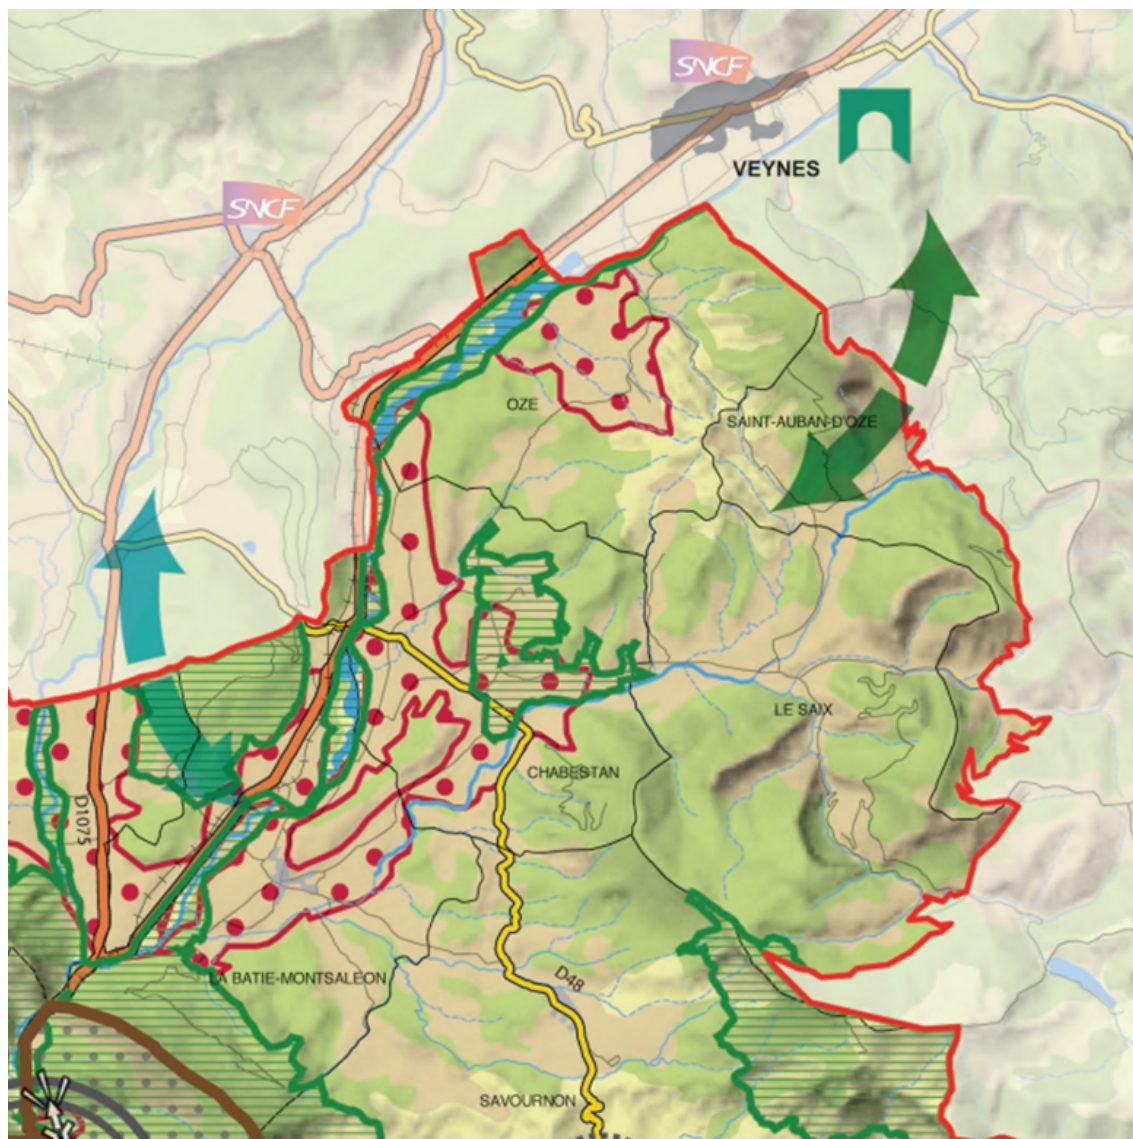 SNCF
VEYNES
SNCF
OZE
SAINT-AUBAN-D'OZE
LE SAIX
CHABESTAN
D1075
LA BATIE-MONTSALEON
D48
SAVOURNON